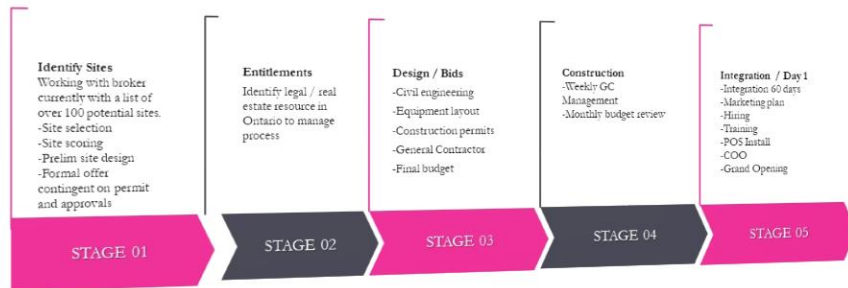 Identify Sites
Working with broker
currently with a list of
over 100 potential sites.
-Site selection
-Site scoring
-Prelim site design
-Formal offer
contingent on permit
and approvals
STAGE 01
Entitlements
Identify legal / real
estate resource in
Ontario to manage
process
STAGE 02
Design / Bids
-Civil engineering
-Equipment layout
-Construction permits
-General Contractor
-Final budget
STAGE 03
Construction
-Weekly GC
Management
-Monthly budget review
STAGE 04
Integration / Day 1
-Integration 60 days
-Marketing plan
-Hiring
-Training
-POS Install
-COO
-Grand Opening
STAGE 05